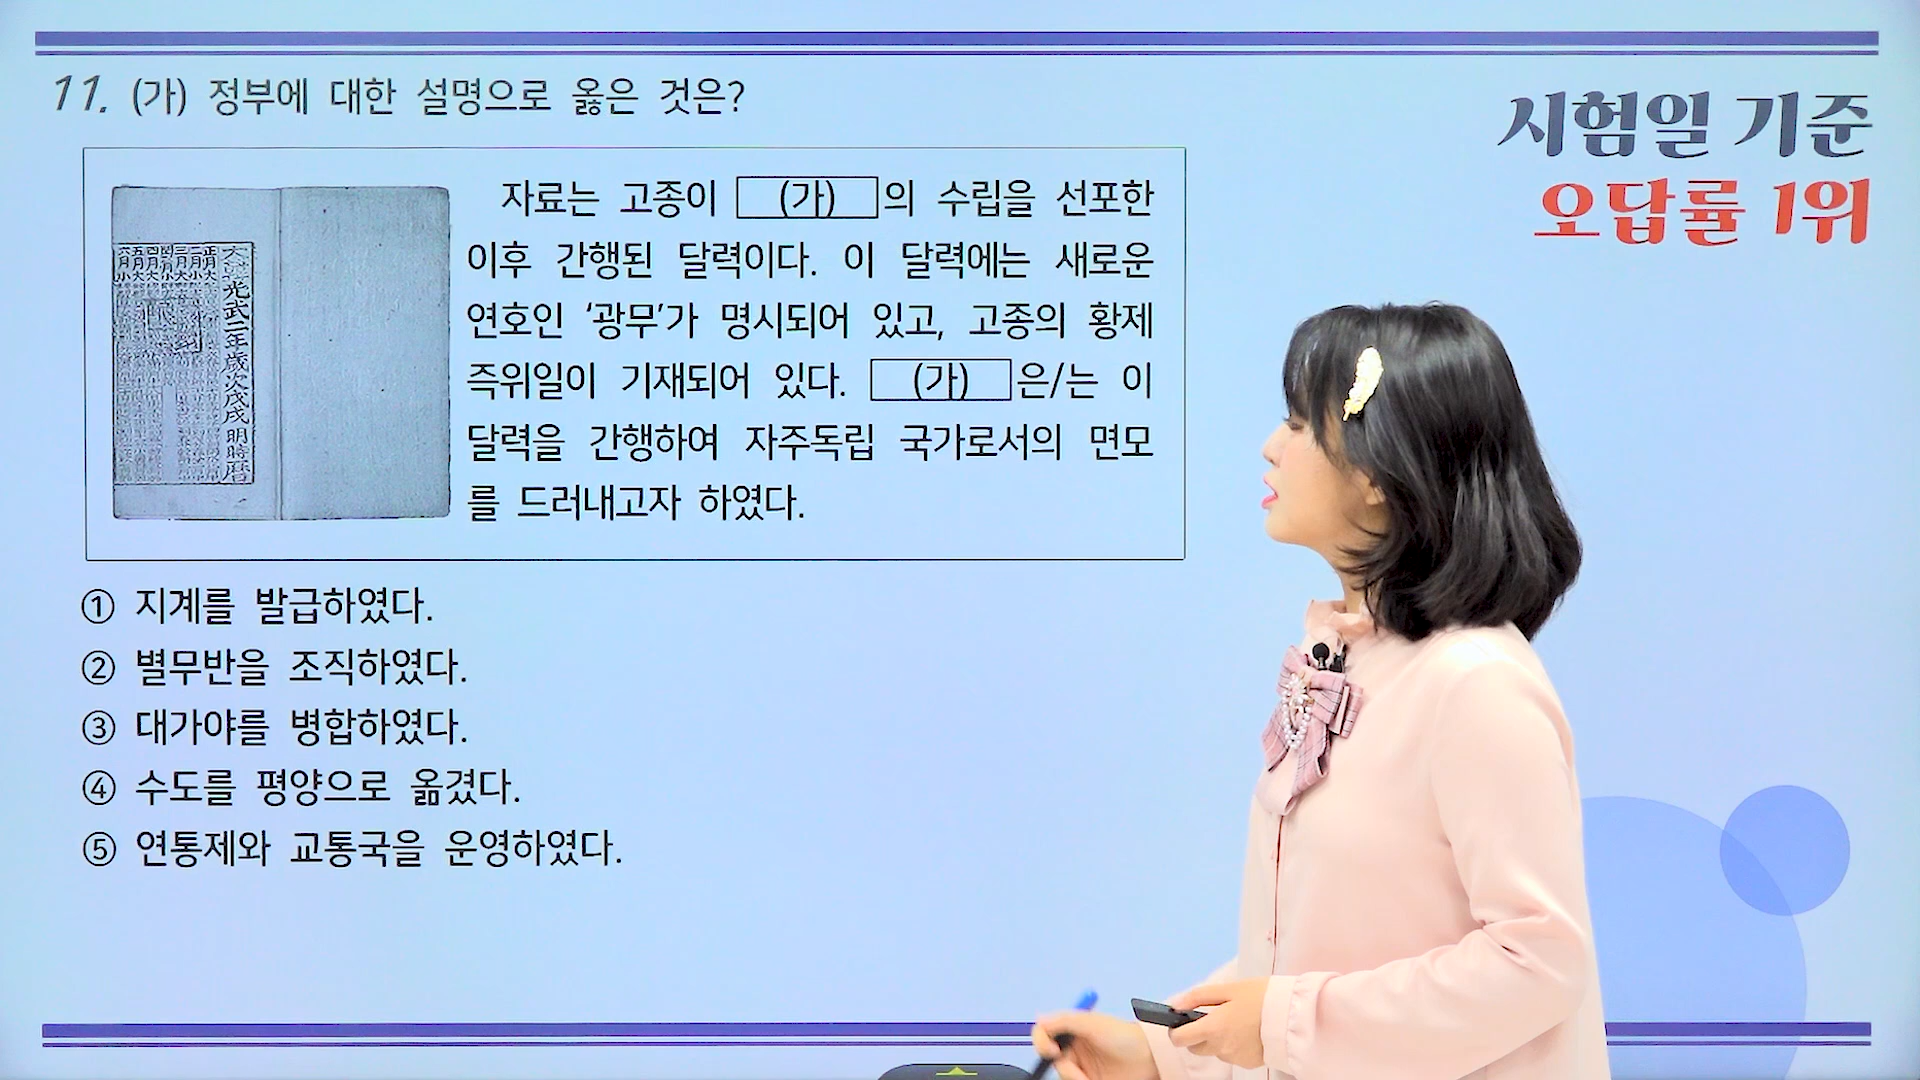 11. (가) 정부에 대한 설명으로 옳은 것은?
시험일 기준
오답률 1위
자료는 고종이 (가) 의 수립을 선포한
이후 간행된 달력이다. 이 달력에는 새로운
연호인 ‘광무’가 명시되어 있고, 고종의 황제
즉위일이 기재되어 있다. (가) 은/는 이
달력을 간행하여 자주독립 국가로서의 면모
를 드러내고자 하였다.
光武二年歲次戊戌明時曆
① 지계를 발급하였다.
② 별무반을 조직하였다.
③ 대가야를 병합하였다.
④ 수도를 평양으로 옮겼다.
⑤ 연통제와 교통국을 운영하였다.